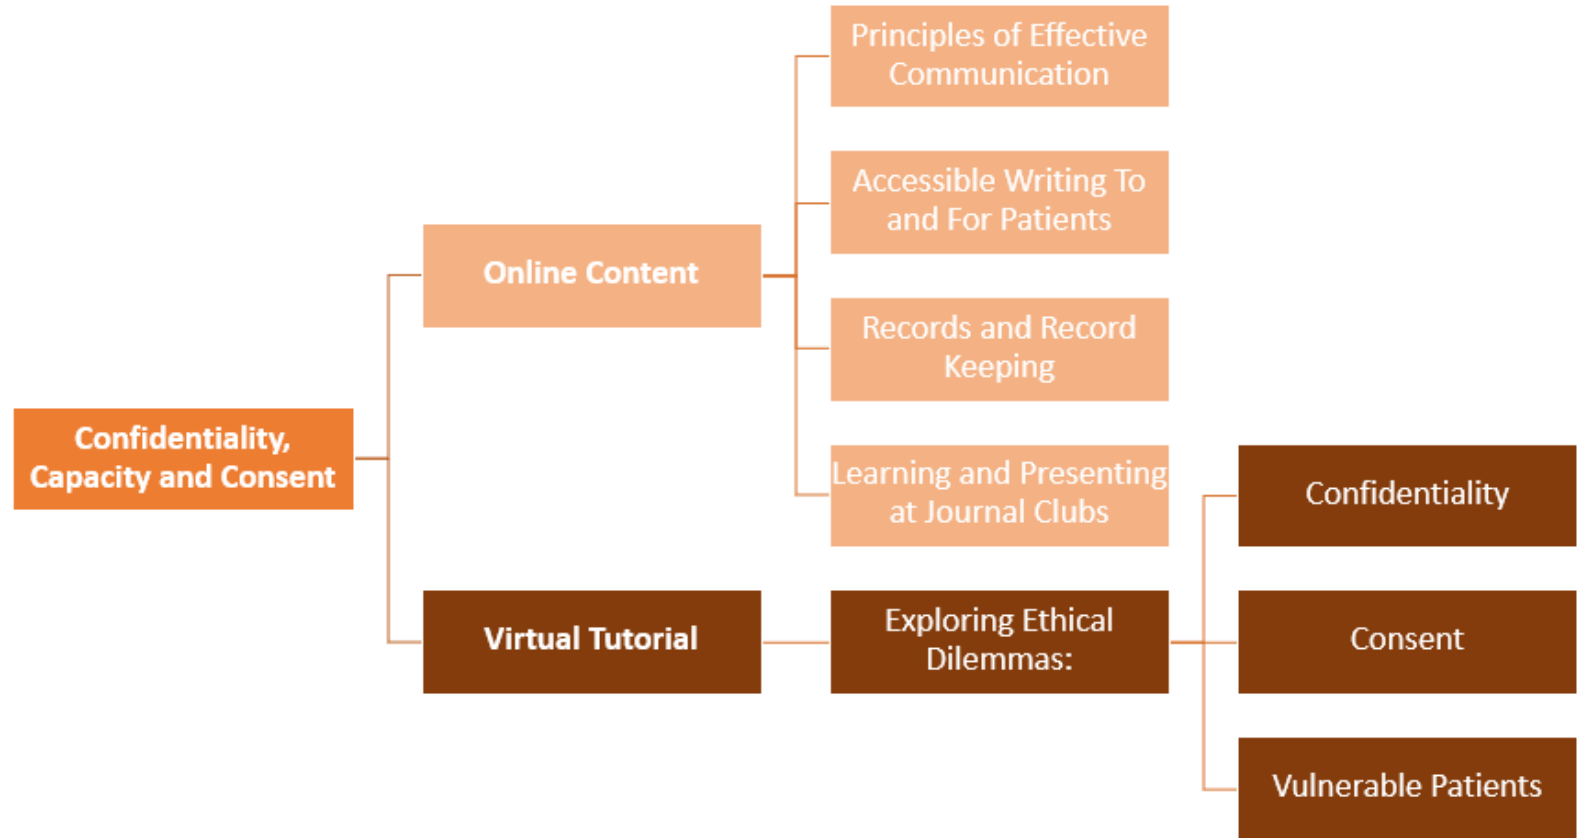 Confidentiality,
Capacity and Consent
Online Content
Principles of Effective
Communication
Accessible Writing To
and For Patients
Records and Record
Keeping
Learning and Presenting
at Journal Clubs
Virtual Tutorial
Exploring Ethical
Dilemmas:
Confidentiality
Consent
Vulnerable Patients